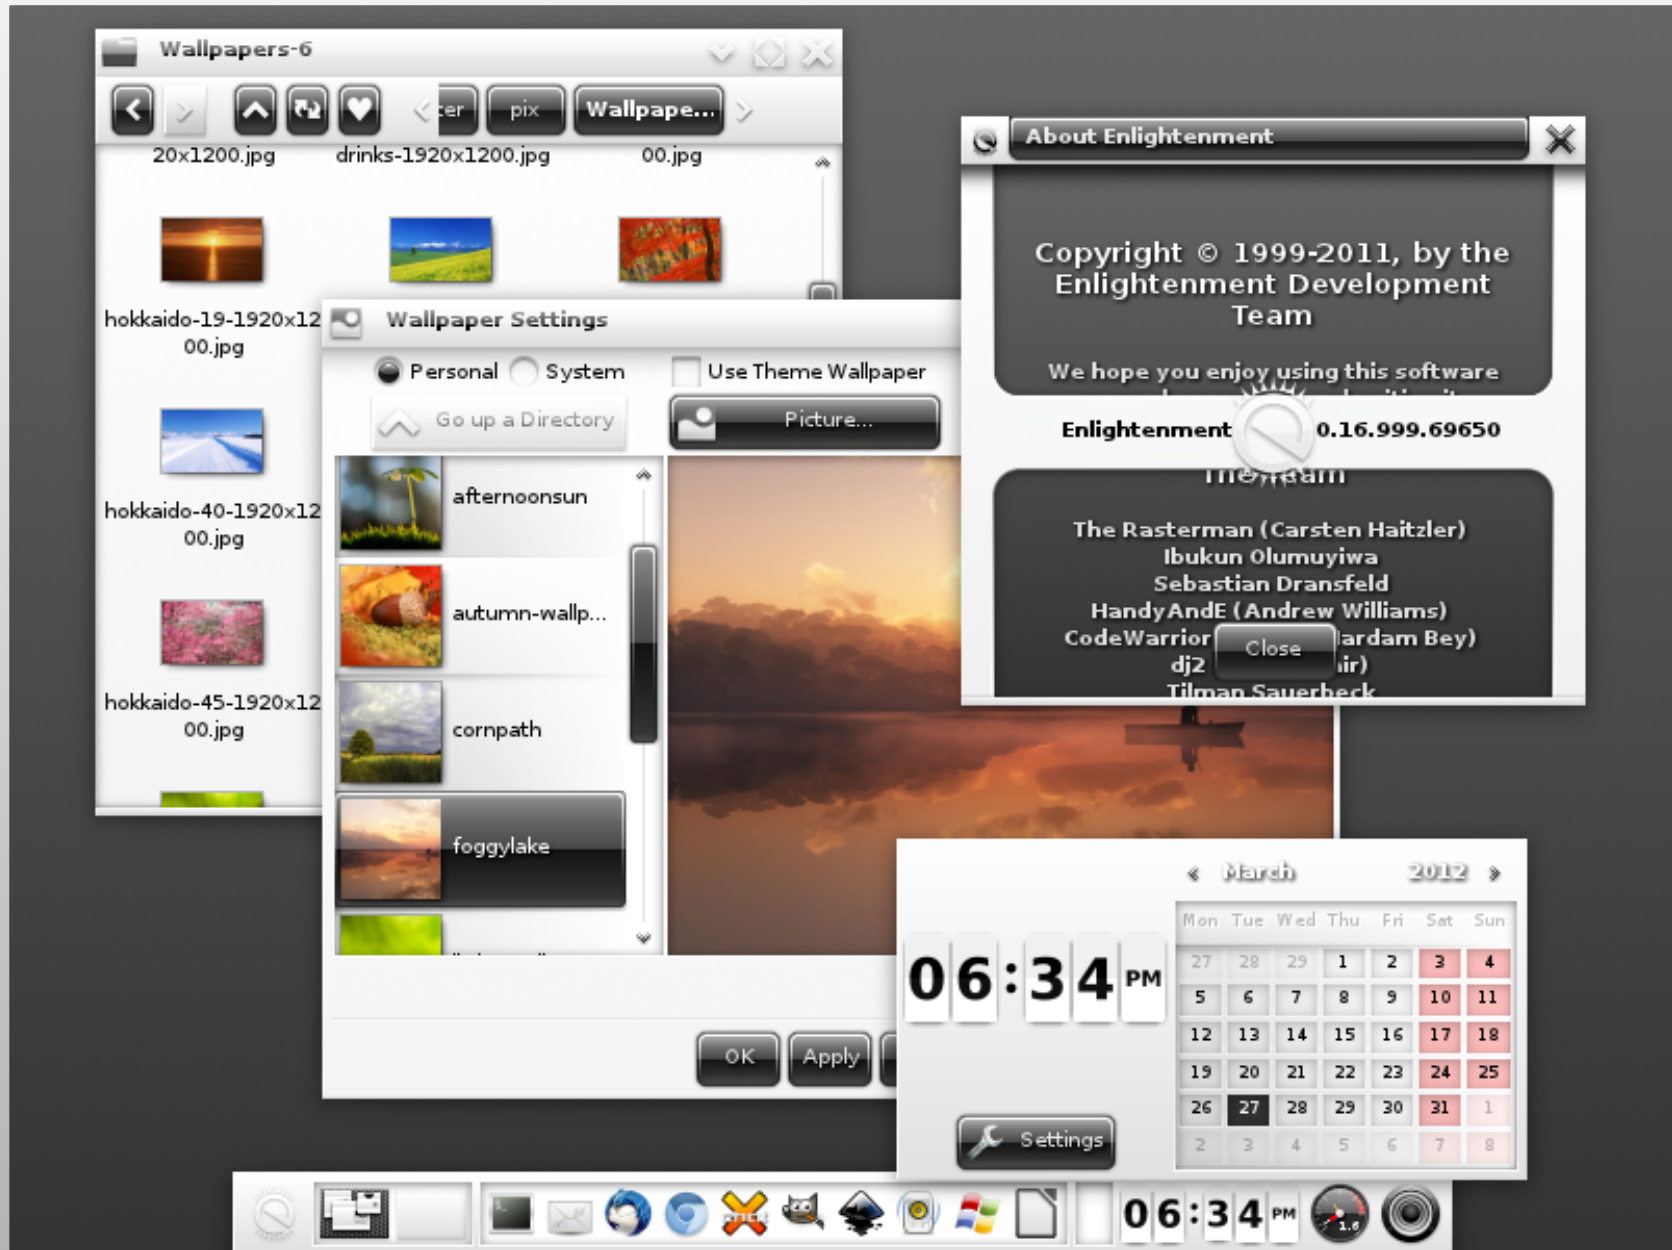 Wallpapers-6
ter
pix
Wallpape...
20x1200.jpg
drinks-1920x1200.jpg
00.jpg
hokkaido-19-1920x12
00.jpg
hokkaido-40-1920x12
00.jpg
hokkaido-45-1920x12
00.jpg
Wallpaper Settings
Personal
System
Use Theme Wallpaper
Go up a Directory
Picture...
afternoonsun
autumn-wallp...
cornpath
foggylake
OK
Apply
About Enlightenment
Copyright © 1999-2011, by the
Enlightenment Development
Team
We hope you enjoy using this software
Enlightenment 0.16.999.69650
The Team
The Rasterman (Carsten Haitzler)
Ibukun Olumuyiwa
Sebastian Dransfeld
HandyAndE (Andrew Williams)
CodeWarrior Hardam Bey)
dj2
Close
Tilman Sauerbeck
06:34 PM
Settings
March 2012
Mon Tue Wed Thu Fri Sat Sun
27 28 29 1 2 3 4
5 6 7 8 9 10 11
12 13 14 15 16 17 18
19 20 21 22 23 24 25
26 27 28 29 30 31 1
2 3 4 5 6 7 8
06:34 PM
1.6